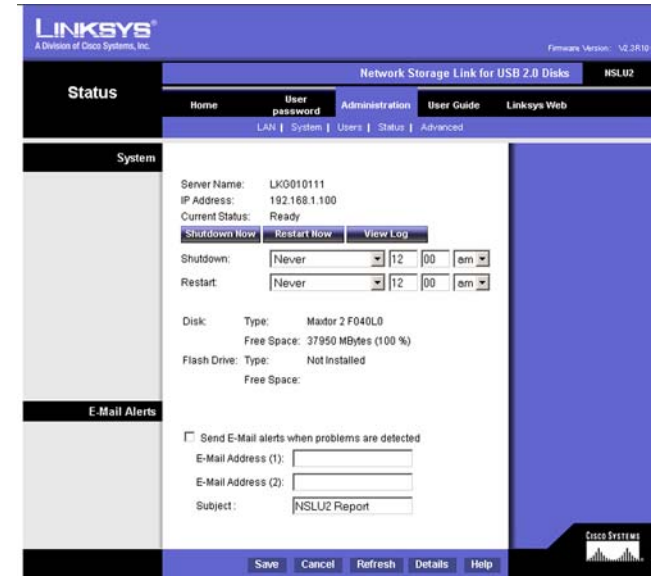 LINKSYS®
A Division of Cisco Systems, Inc.
Firmware Version: V2.3R10
Network Storage Link for USB 2.0 Disks NSLU2
Status
Home User password Administration User Guide Linksys Web
LAN | System | Users | Status | Advanced
System
Server Name: LKG010111
IP Address: 192.168.1.100
Current Status: Ready
Shutdown Now Restart Now View Log
Shutdown: Never 12 00 am
Restart: Never 12 00 am
Disk: Type: Maxtor 2 F040L0
Free Space: 37950 MBytes (100 %)
Flash Drive: Type: Not Installed
Free Space:
E-Mail Alerts
Send E-Mail alerts when problems are detected
E-Mail Address (1):
E-Mail Address (2):
Subject : NSLU2 Report
CISCO SYSTEMS
Save Cancel Refresh Details Help